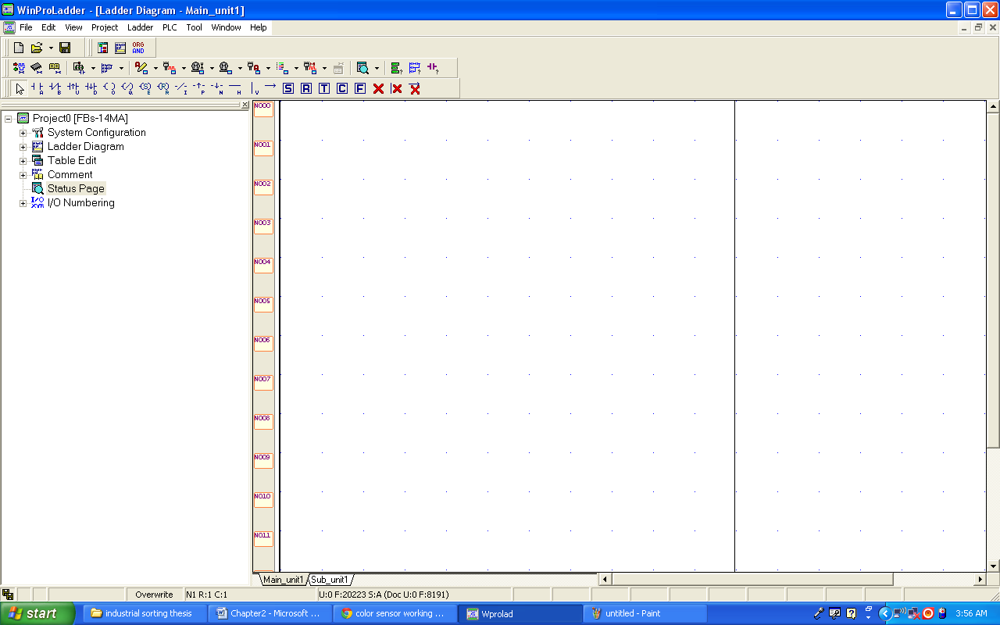 WinProLadder - [Ladder Diagram - Main_unit1]
File Edit View Project Ladder PLC Tool Window Help
ORG
AND
A B U D O Q S R I P N H V S R T C F
Project0 [FBs-14MA]
System Configuration
Ladder Diagram
Table Edit
Comment
Status Page
I/O Numbering
N000
N001
N002
N003
N004
N005
N006
N007
N008
N009
N010
N011
Main_unit1 Sub_unit1
Overwrite N1 R:1 C:1 U:0 F:20223 S:A (Doc U:0 F:8191)
start industrial sorting thesis Chapter2 - Microsoft ... color sensor working ... Wprolad untitled - Paint 3:56 AM